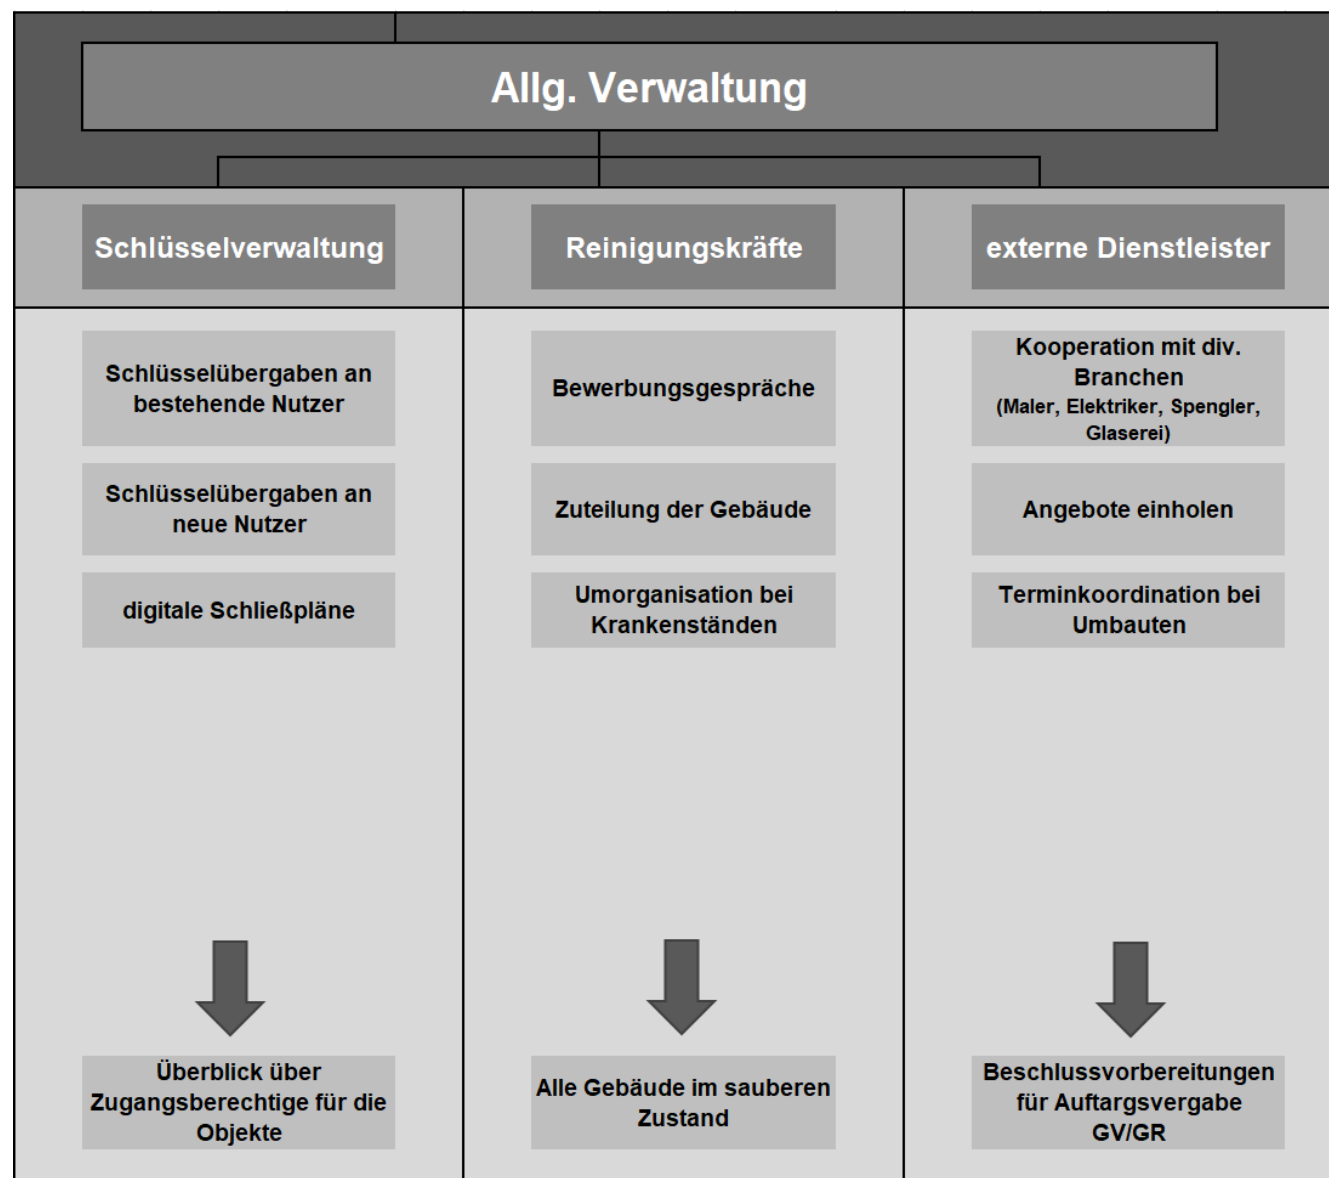 Allg. Verwaltung
Schlüsselverwaltung
Reinigungskräfte
externe Dienstleister
Schlüsselübergaben an
bestehende Nutzer
Bewerbungsgespräche
Kooperation mit div.
Branchen
(Maler, Elektriker, Spengler,
Glaserei)
Schlüsselübergaben an
neue Nutzer
Zuteilung der Gebäude
Angebote einholen
digitale Schließpläne
Umorganisation bei
Krankenständen
Terminkoordination bei
Umbauten
Überblick über
Zugangsberechtige für die
Objekte
Alle Gebäude im sauberen
Zustand
Beschlussvorbereitungen
für Auftargsvergabe
GV/GR